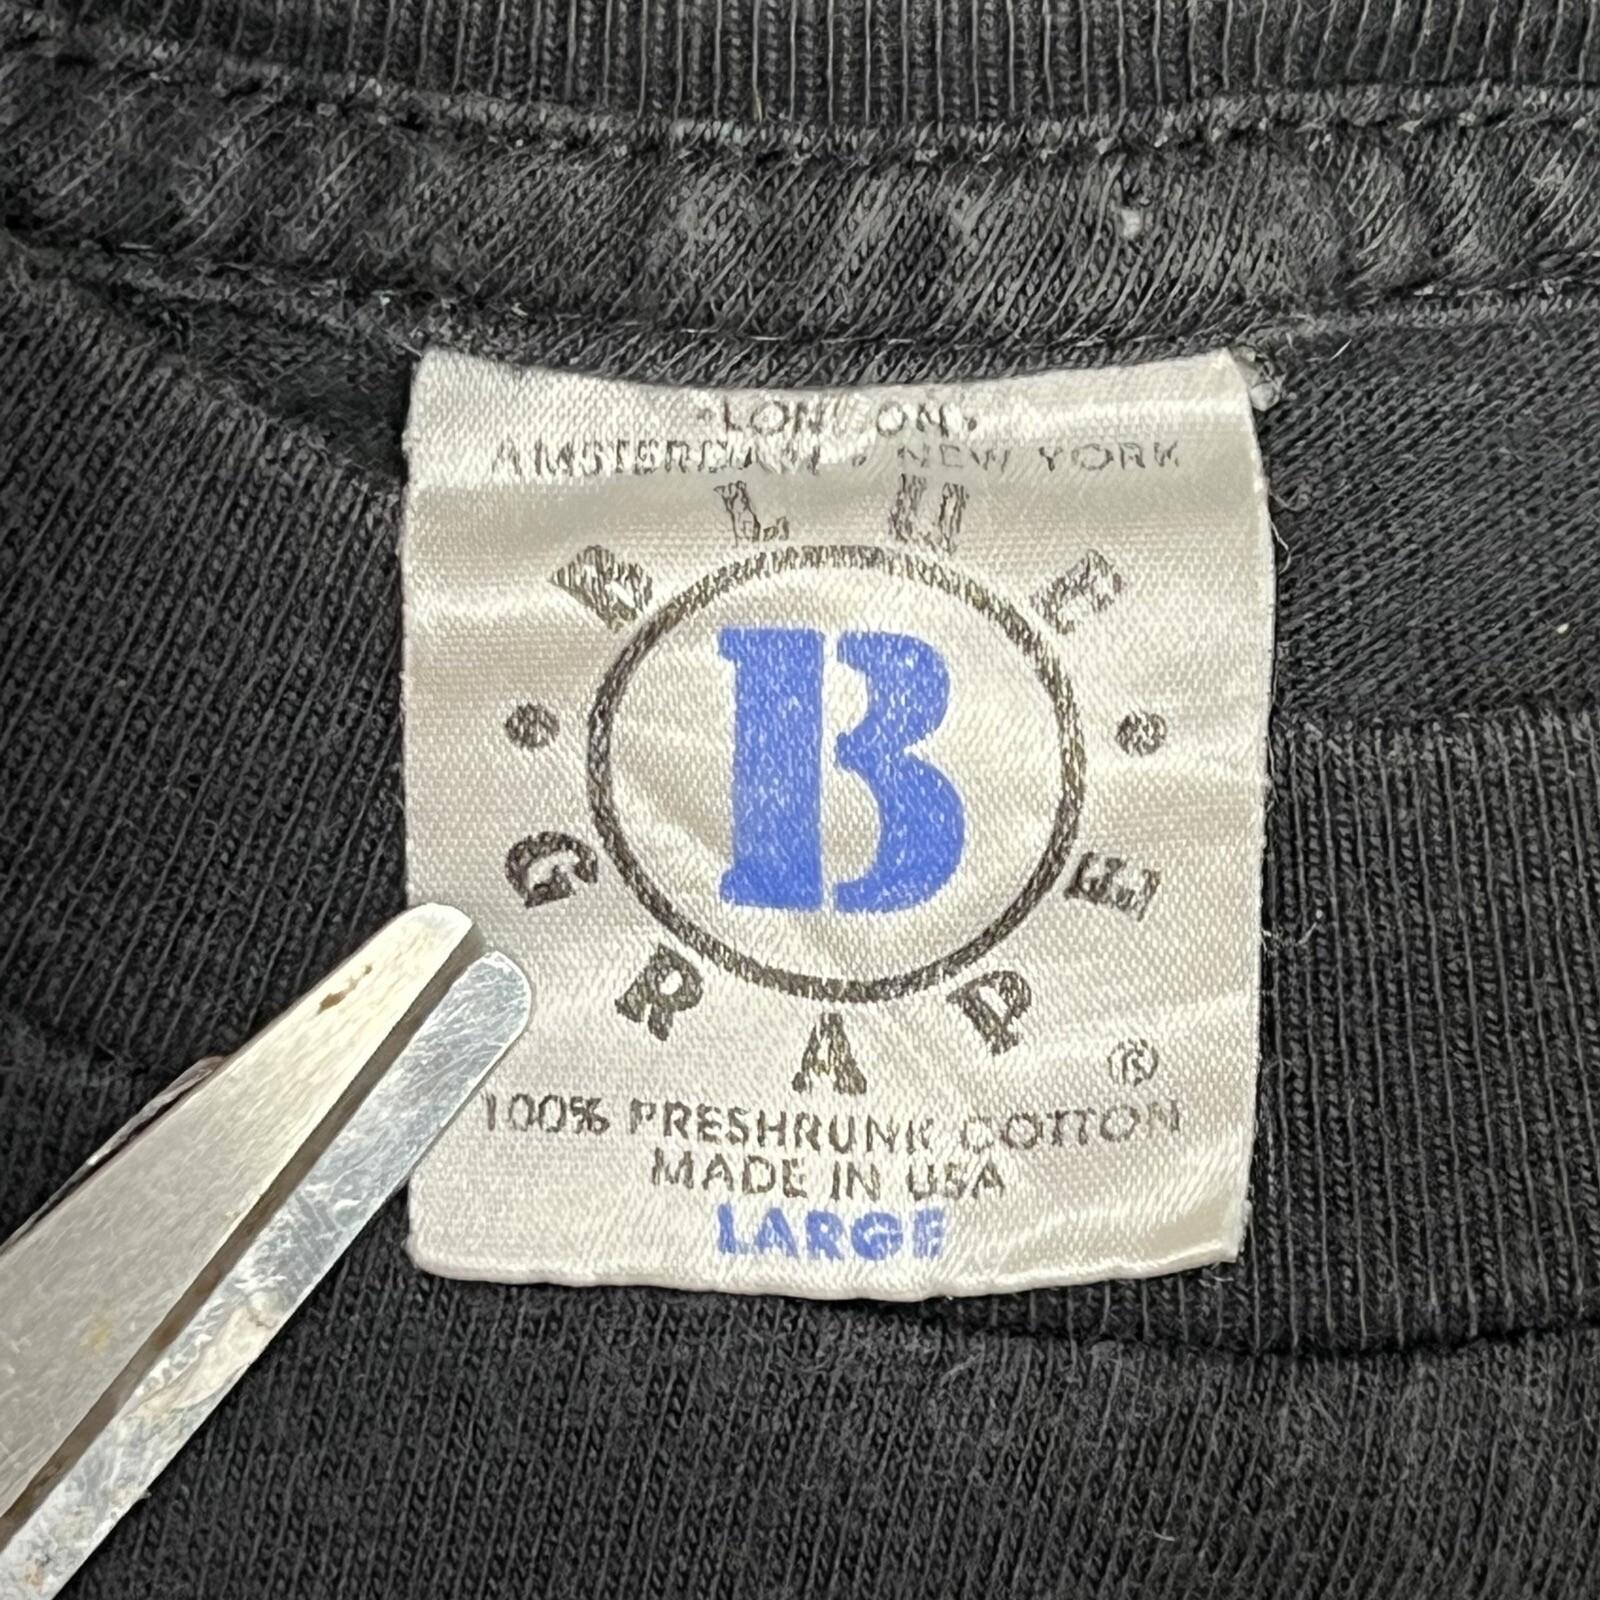 •LONDON•
AMSTERDAM • NEW YORK
BLUE
B
• GRAPE •
®
100% PRESHRUNK COTTON
MADE IN USA
LARGE